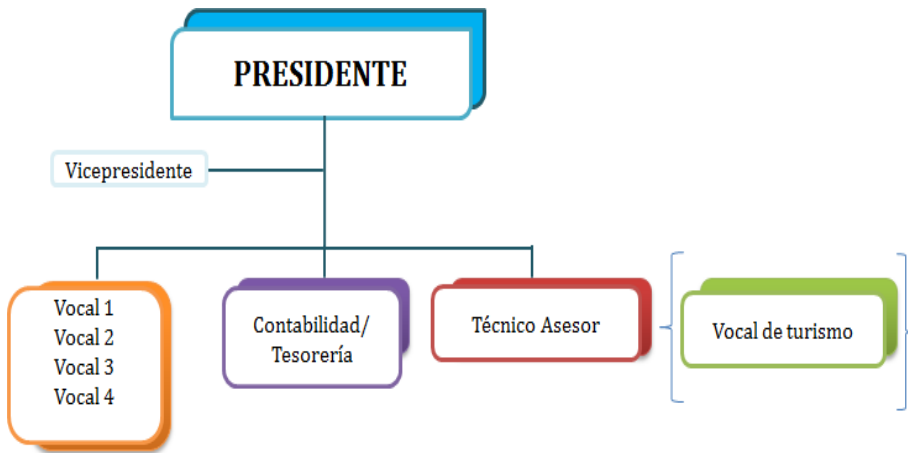 PRESIDENTE
Vicepresidente
Vocal 1
Vocal 2
Vocal 3
Vocal 4
Contabilidad/
Tesorería
Técnico Asesor
Vocal de turismo